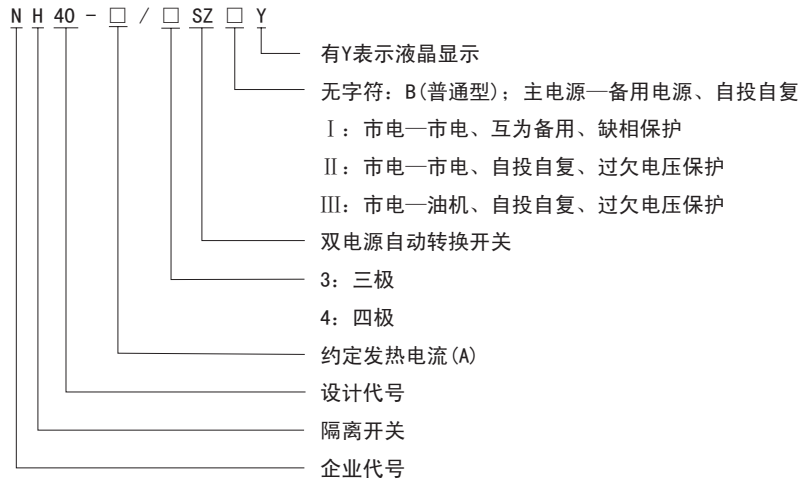 N H 40 - □ / □ SZ □ Y
有Y表示液晶显示
无字符：B(普通型)；主电源—备用电源、自投自复
Ⅰ：市电—市电、互为备用、缺相保护
Ⅱ：市电—市电、自投自复、过欠电压保护
Ⅲ：市电—油机、自投自复、过欠电压保护
双电源自动转换开关
3：三极
4：四极
约定发热电流(A)
设计代号
隔离开关
企业代号